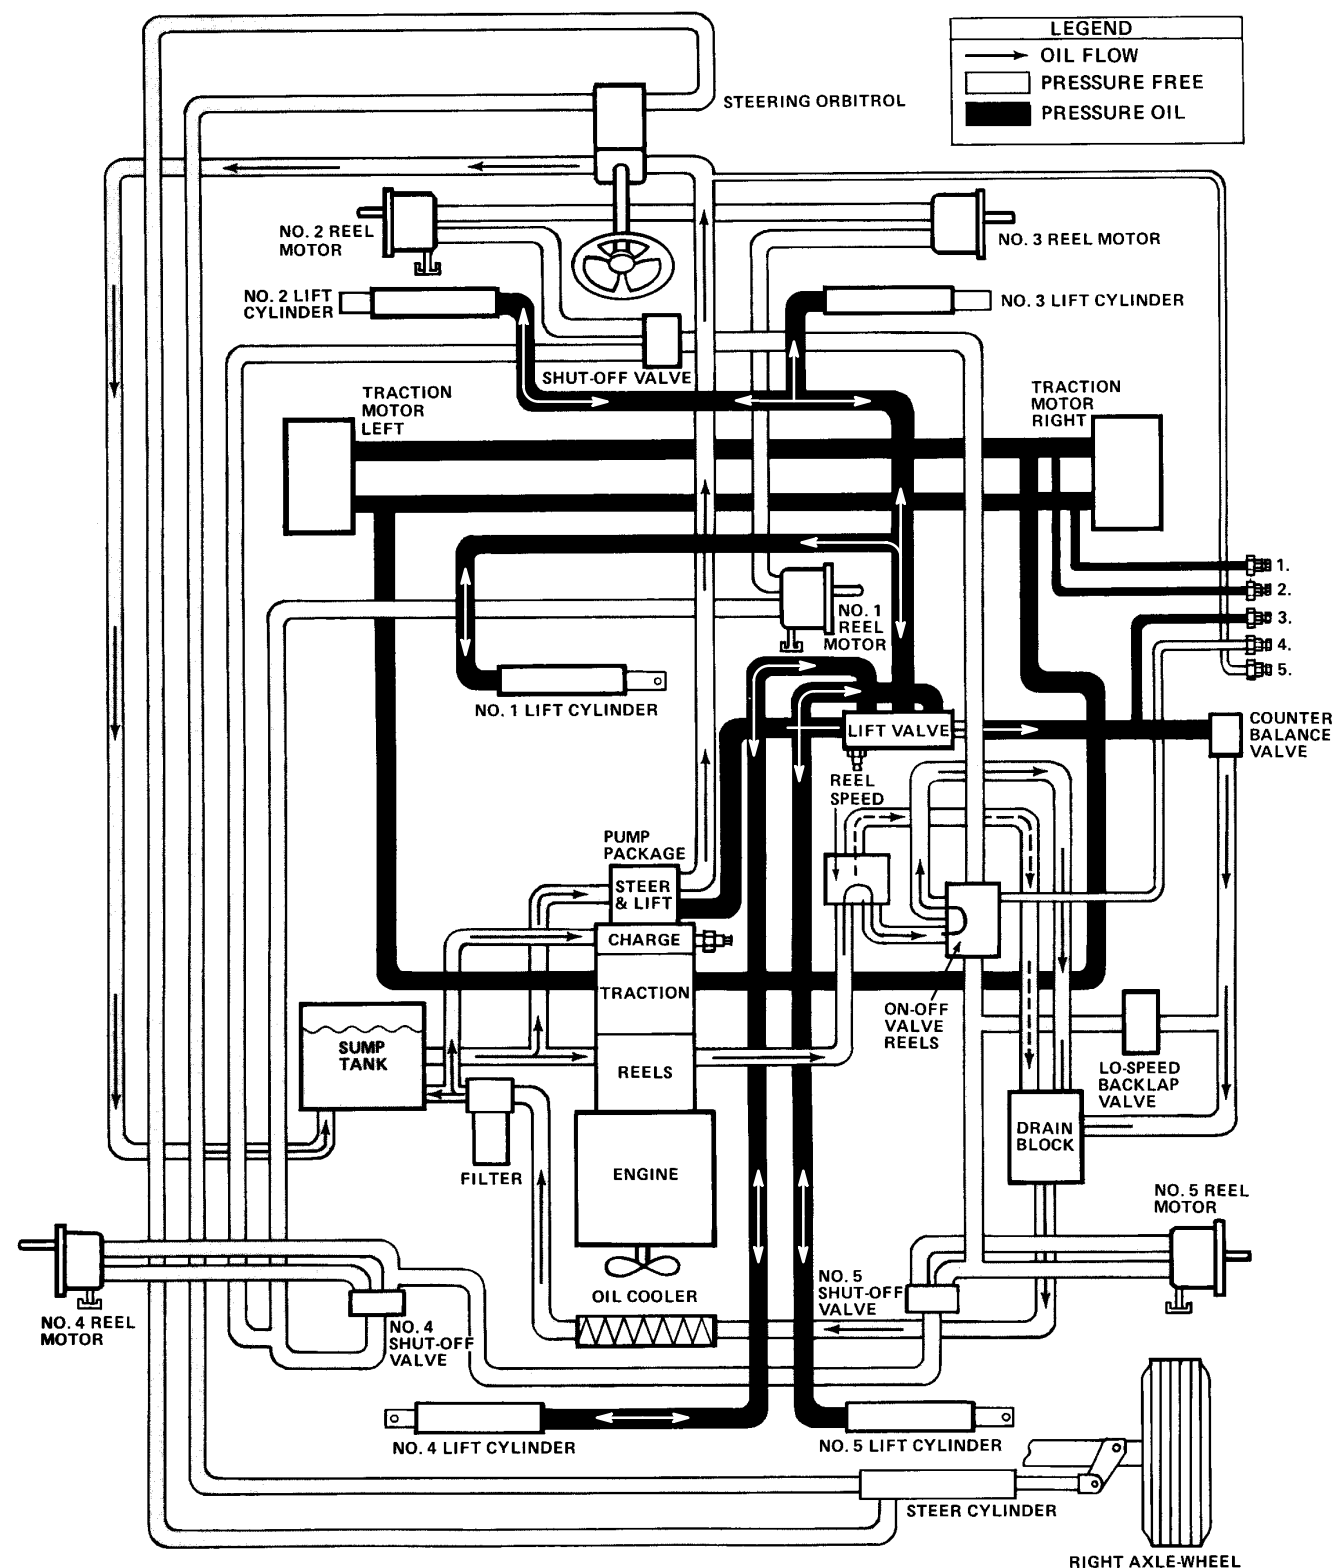 LEGEND
OIL FLOW
PRESSURE FREE
PRESSURE OIL
STEERING ORBITROL
NO. 2 REEL
MOTOR
NO. 3 REEL MOTOR
NO. 2 LIFT
CYLINDER
NO. 3 LIFT CYLINDER
SHUT-OFF VALVE
TRACTION
MOTOR
LEFT
TRACTION
MOTOR
RIGHT
1.
2.
3.
4.
5.
NO. 1
REEL
MOTOR
NO. 1 LIFT CYLINDER
LIFT VALVE
COUNTER
BALANCE
VALVE
REEL
SPEED
PUMP
PACKAGE
STEER
& LIFT
CHARGE
TRACTION
REELS
ENGINE
SUMP
TANK
ON-OFF
VALVE
REELS
LO-SPEED
BACKLAP
VALVE
DRAIN
BLOCK
FILTER
NO. 5 REEL
MOTOR
NO. 5
SHUT-OFF
VALVE
OIL COOLER
NO. 4 REEL
MOTOR
NO. 4
SHUT-OFF
VALVE
NO. 4 LIFT CYLINDER
NO. 5 LIFT CYLINDER
STEER CYLINDER
RIGHT AXLE-WHEEL